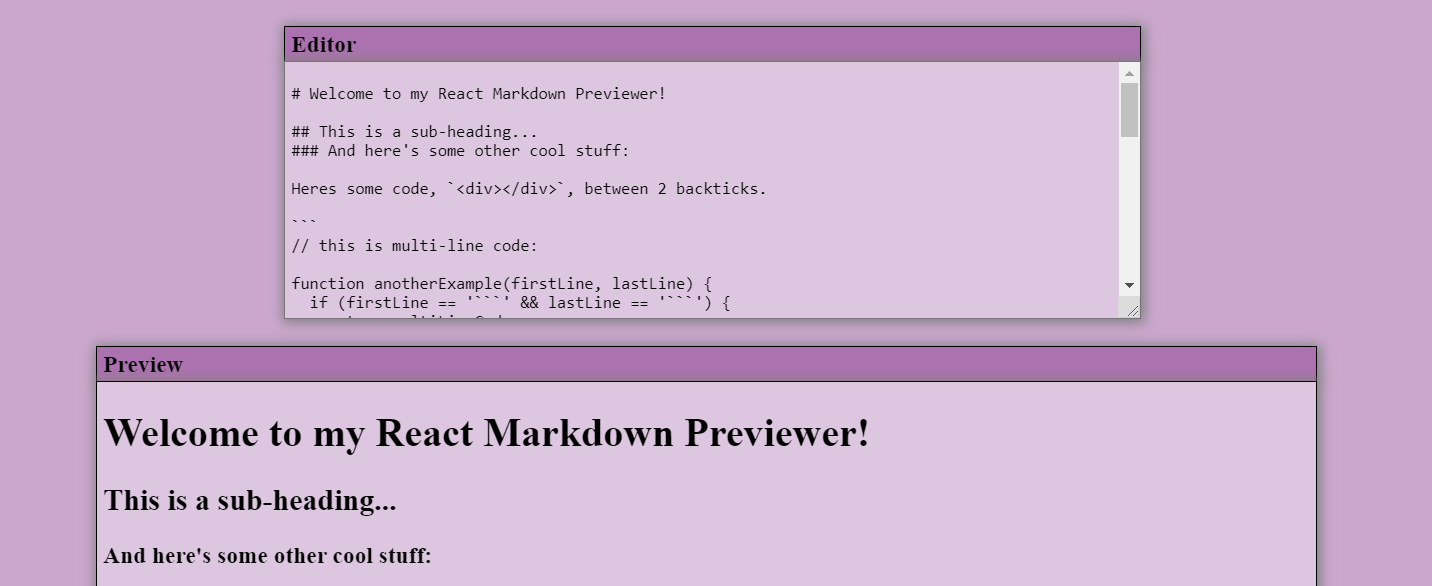 Editor
# Welcome to my React Markdown Previewer!
## This is a sub-heading...
### And here's some other cool stuff:
Heres some code, `<div></div>`, between 2 backticks.
```
// this is multi-line code:
function anotherExample(firstLine, lastLine) {
  if (firstLine == '```' && lastLine == '```') {
Preview
Welcome to my React Markdown Previewer!
This is a sub-heading...
And here's some other cool stuff: